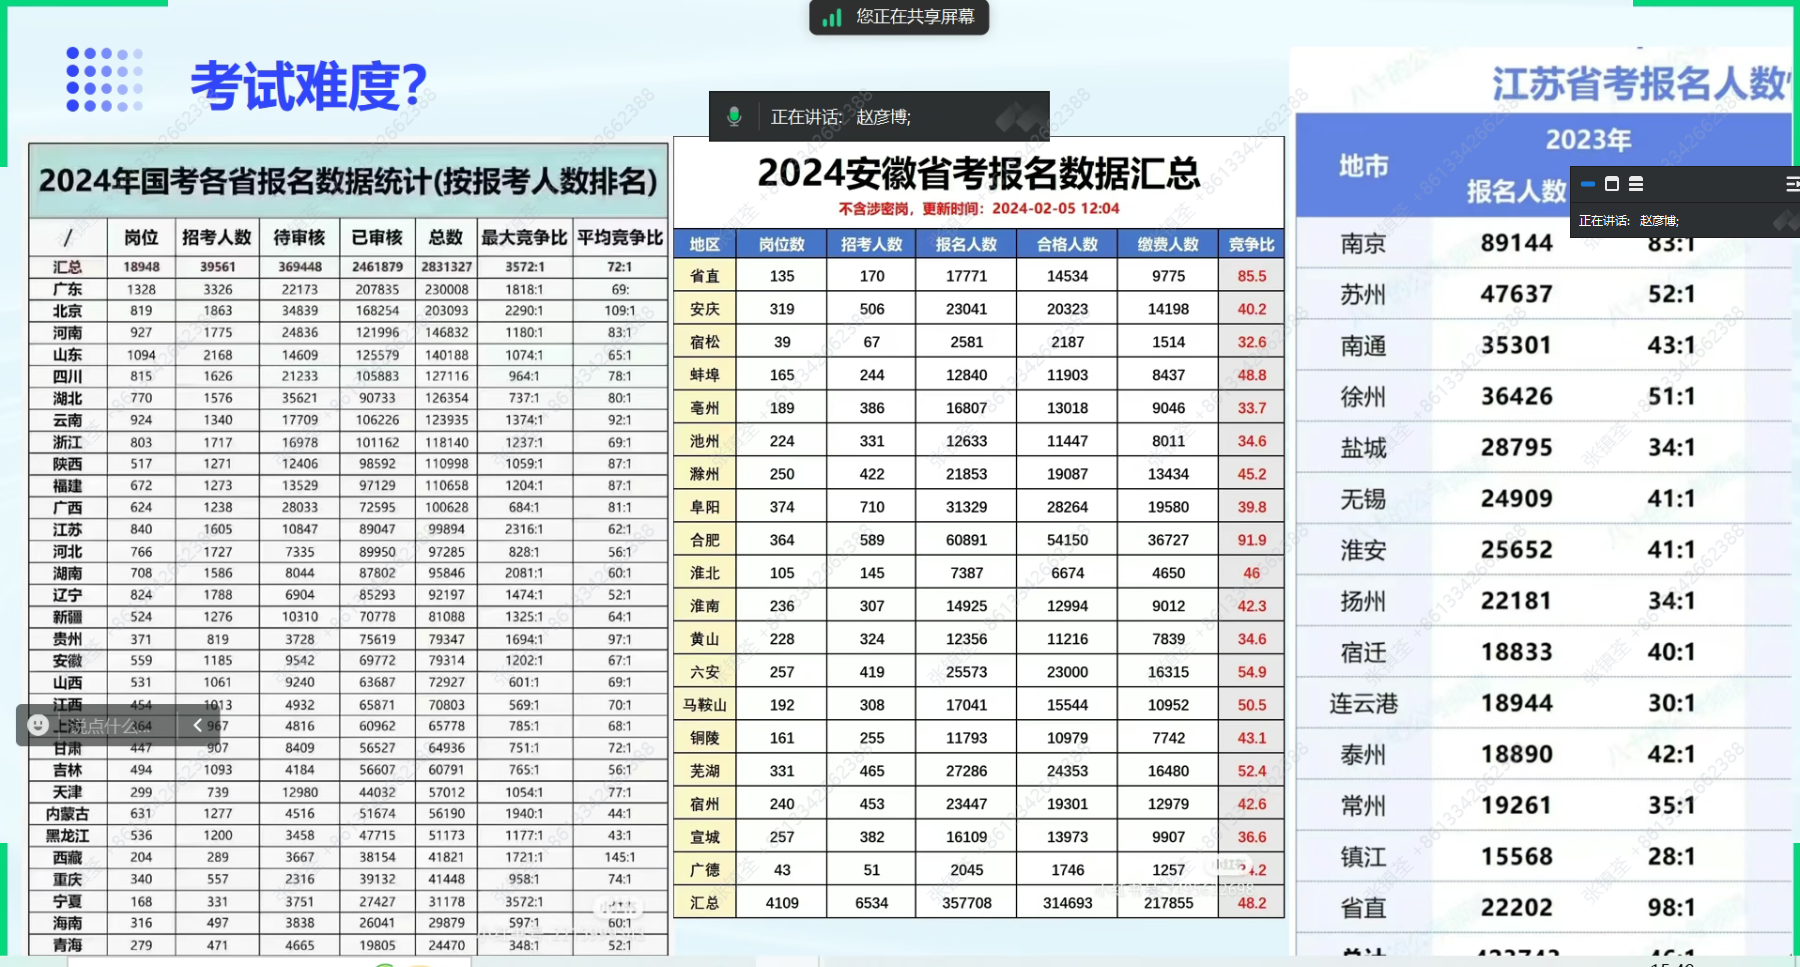 您正在共享屏幕
考试难度?
正在讲话: 赵彦博;
2024年国考各省报名数据统计(按报考人数排名)
/ 岗位 招考人数 待审核 已审核 总数 最大竞争比 平均竞争比
汇总 18948 39561 369448 2461879 2831327 3572:1 72:1
广东 1328 3326 22173 207835 230008 1818:1 69:
北京 819 1863 34839 168254 203093 2290:1 109:1
河南 927 1775 24836 121996 146832 1180:1 83:1
山东 1094 2168 14609 125579 140188 1074:1 65:1
四川 815 1626 21233 105883 127116 964:1 78:1
湖北 770 1576 35621 90733 126354 737:1 80:1
云南 924 1340 17709 106226 123935 1374:1 92:1
浙江 803 1717 16978 101162 118140 1237:1 69:1
陕西 517 1271 12406 98592 110998 1059:1 87:1
福建 672 1273 13529 97129 110658 1204:1 87:1
广西 624 1238 28033 72595 100628 684:1 81:1
江苏 840 1605 10847 89047 99894 2316:1 62:1
河北 766 1727 7335 89950 97285 828:1 56:1
湖南 708 1586 8044 87802 95846 2081:1 60:1
辽宁 824 1788 6904 85293 92197 1474:1 52:1
新疆 524 1276 10310 70778 81088 1325:1 64:1
贵州 371 819 3728 75619 79347 1694:1 97:1
安徽 559 1185 9542 69772 79314 1202:1 67:1
山西 531 1061 9240 63687 72927 601:1 69:1
江西 454 1013 4932 65871 70803 569:1 70:1
上海 364 967 4816 60962 65778 785:1 68:1
说点什么...
甘肃 447 907 8409 56527 64936 751:1 72:1
吉林 494 1093 4184 56607 60791 765:1 56:1
天津 299 739 12980 44032 57012 1054:1 77:1
内蒙古 631 1277 4516 51674 56190 1940:1 44:1
黑龙江 536 1200 3458 47715 51173 1177:1 43:1
西藏 204 289 3667 38154 41821 1721:1 145:1
重庆 340 557 2316 39132 41448 958:1 74:1
宁夏 168 331 3751 27427 31178 3572:1
海南 316 497 3838 26041 29879 597:1 60:1
青海 279 471 4665 19805 24470 348:1 52:1
2024安徽省考报名数据汇总
不含涉密岗，更新时间：2024-02-05 12:04
地区 岗位数 招考人数 报名人数 合格人数 缴费人数 竞争比
省直 135 170 17771 14534 9775 85.5
安庆 319 506 23041 20323 14198 40.2
宿松 39 67 2581 2187 1514 32.6
蚌埠 165 244 12840 11903 8437 48.8
亳州 189 386 16807 13018 9046 33.7
池州 224 331 12633 11447 8011 34.6
滁州 250 422 21853 19087 13434 45.2
阜阳 374 710 31329 28264 19580 39.8
合肥 364 589 60891 54150 36727 91.9
淮北 105 145 7387 6674 4650 46
淮南 236 307 14925 12994 9012 42.3
黄山 228 324 12356 11216 7839 34.6
六安 257 419 25573 23000 16315 54.9
马鞍山 192 308 17041 15544 10952 50.5
铜陵 161 255 11793 10979 7742 43.1
芜湖 331 465 27286 24353 16480 52.4
宿州 240 453 23447 19301 12979 42.6
宣城 257 382 16109 13973 9907 36.6
广德 43 51 2045 1746 1257
汇总 4109 6534 357708 314693 217855 48.2
江苏省考报名人数
地市 2023年
报名人数
正在讲话: 赵彦博;
南京 89144 83:1
苏州 47637 52:1
南通 35301 43:1
徐州 36426 51:1
盐城 28795 34:1
无锡 24909 41:1
淮安 25652 41:1
扬州 22181 34:1
宿迁 18833 40:1
连云港 18944 30:1
泰州 18890 42:1
常州 19261 35:1
镇江 15568 28:1
省直 22202 98:1